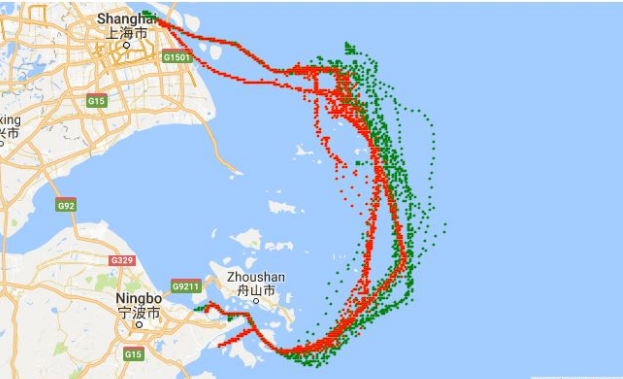 Shanghai
上海市
G1501
G15
xing
兴市
G92
G329
G9211
Zhoushan
舟山市
Ningbo
宁波市
G15